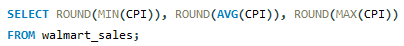 SELECT ROUND(MIN(CPI)), ROUND(AVG(CPI)), ROUND(MAX(CPI))
FROM walmart_sales;